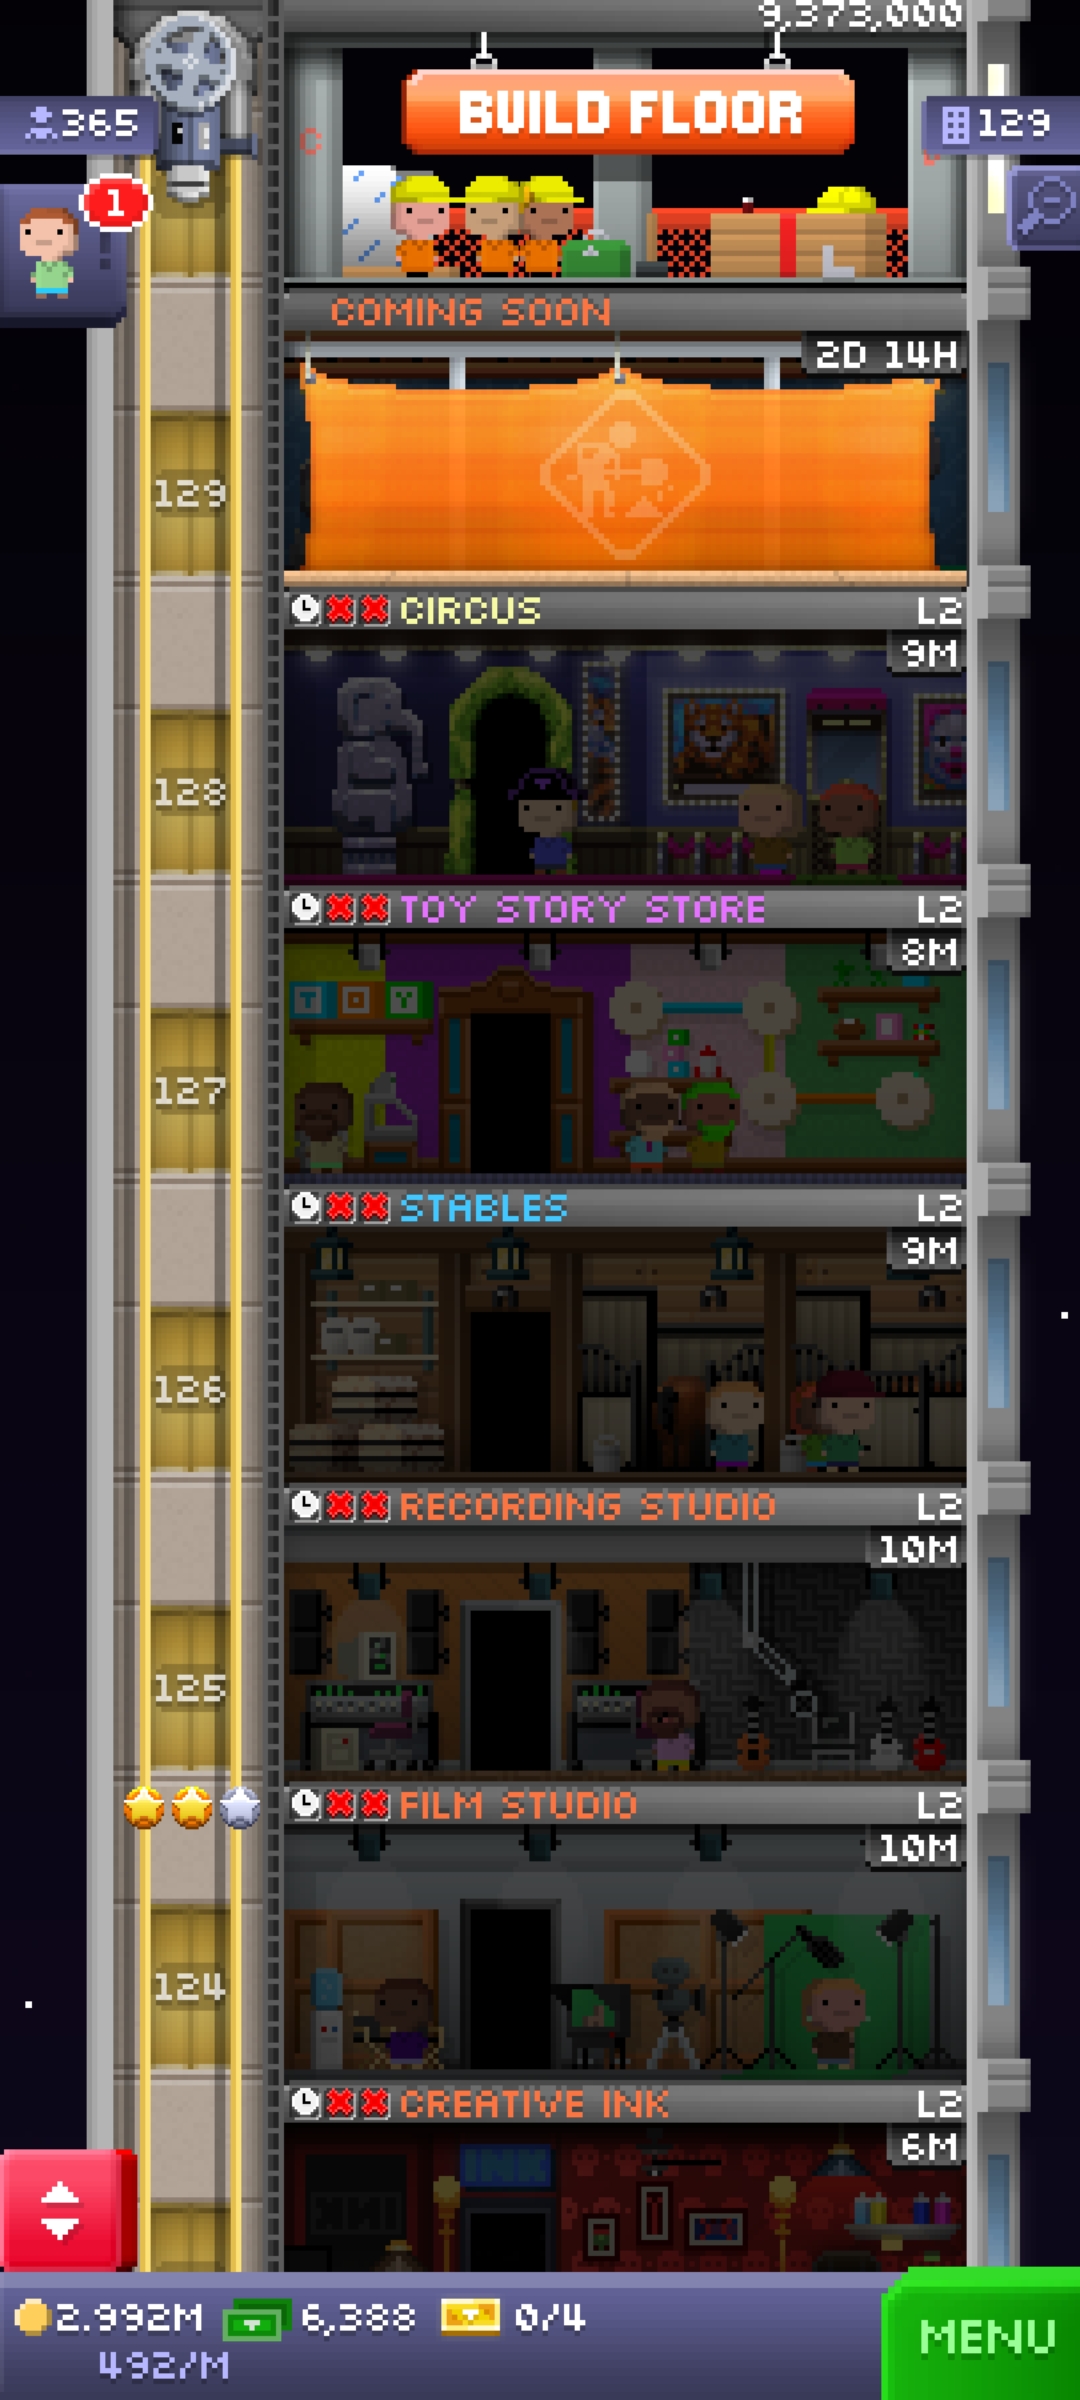 9,373,000
BUILD FLOOR
365
129
1
COMING SOON
2D 14H
129
CIRCUS L2
9M
128
TOY STORY STORE L2
8M
T O Y
127
STABLES L2
9M
126
RECORDING STUDIO L2
10M
125
FILM STUDIO L2
10M
124
CREATIVE INK L2
6M
INK
2.992M 6,388 0/4
492/M
MENU